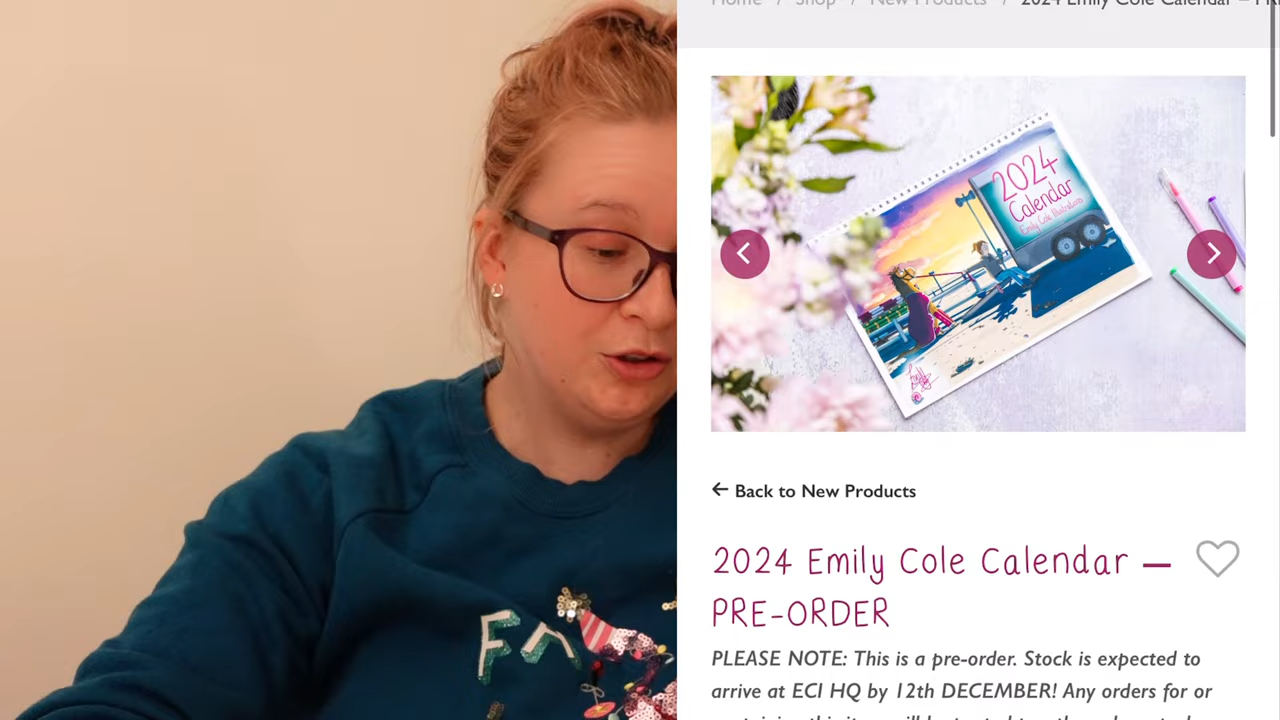 Home / Shop / New Products / 2024 Emily Cole Calendar –
2024
Calendar
Emily Cole Illustrations
← Back to New Products
2024 Emily Cole Calendar –
PRE-ORDER
PLEASE NOTE: This is a pre-order. Stock is expected to
arrive at ECI HQ by 12th DECEMBER! Any orders for or
FA